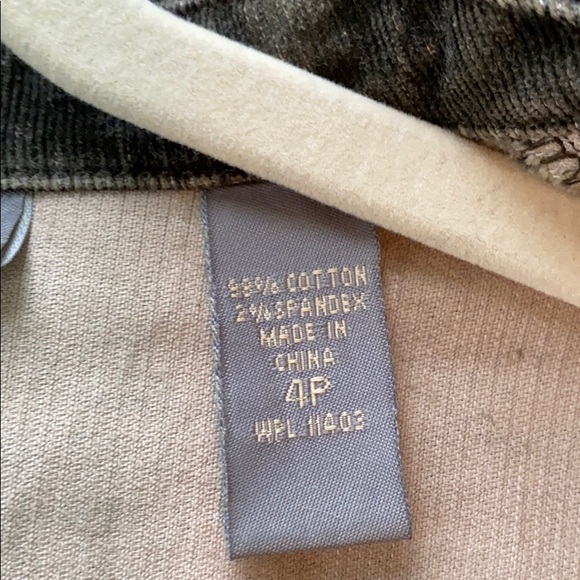 98% COTTON
2% SPANDEX
MADE IN
CHINA
4P
WPL 11403